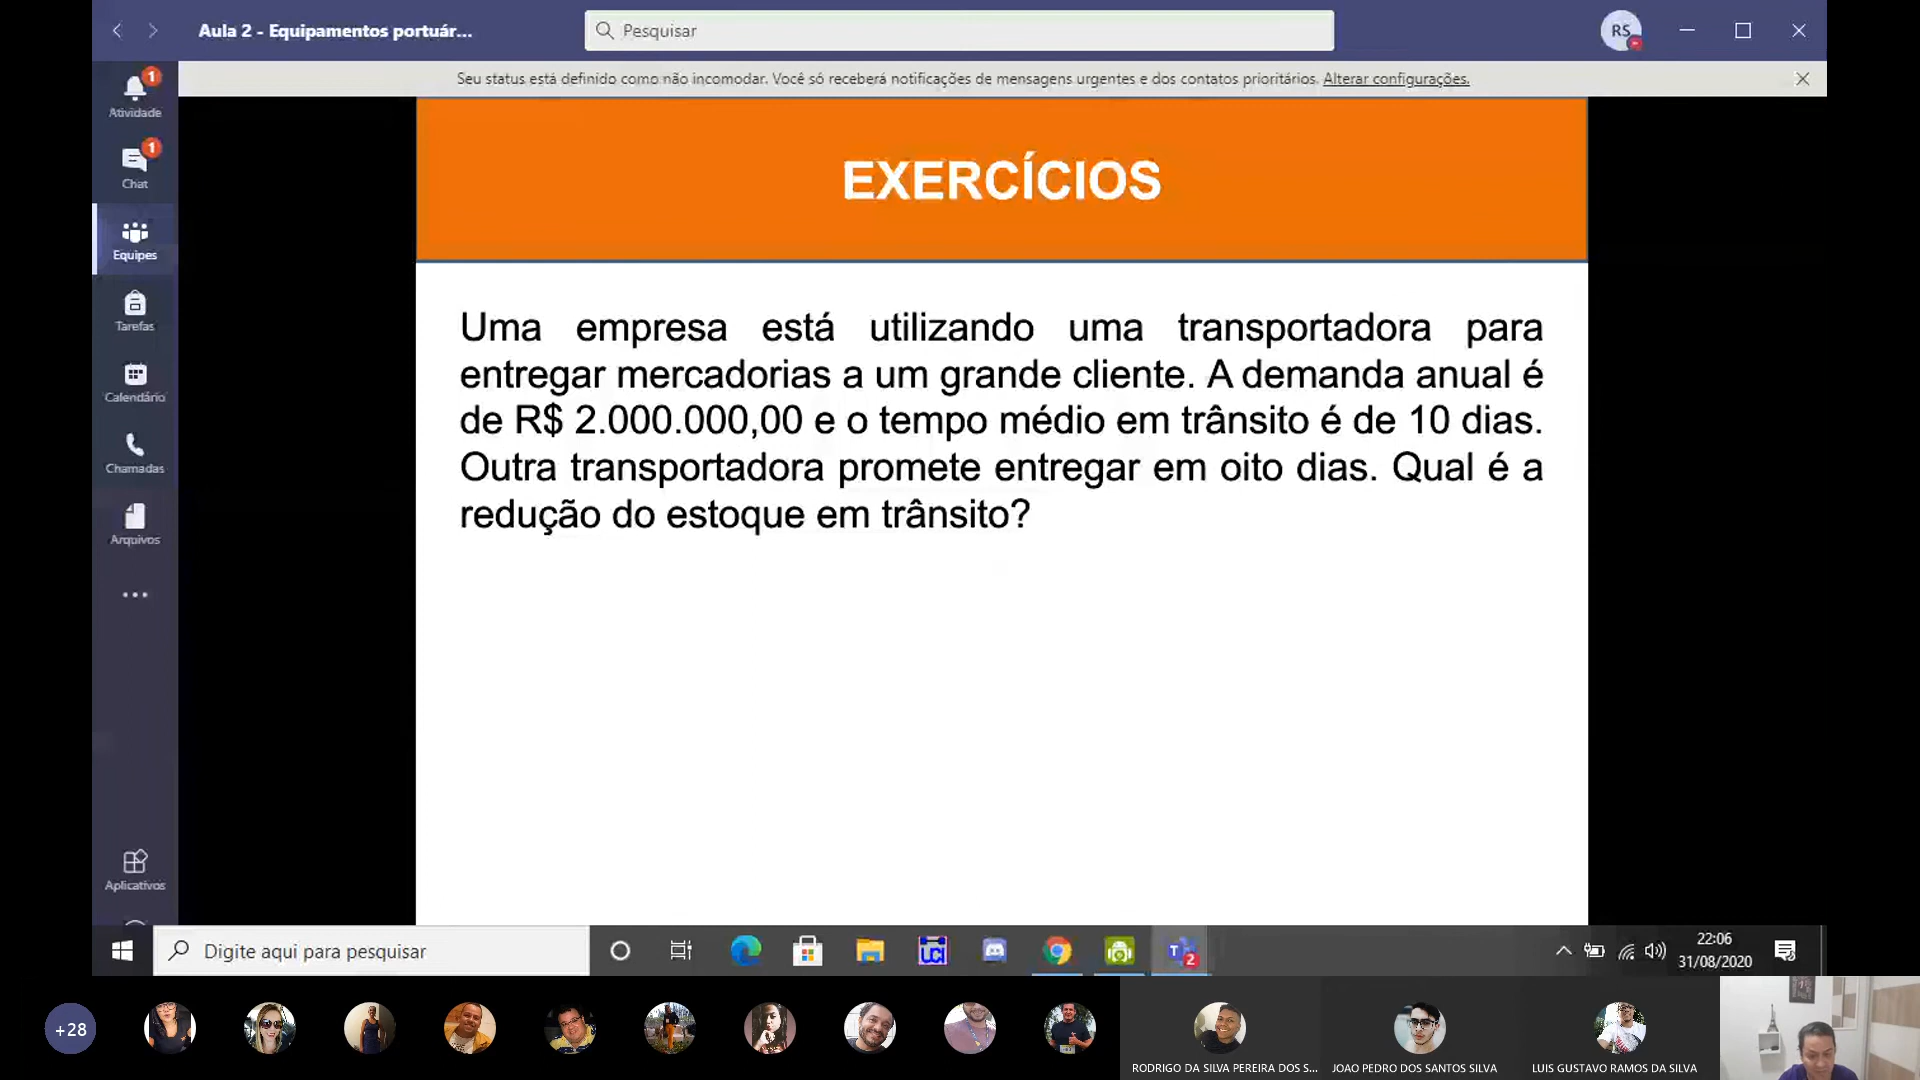 Aula 2 - Equipamentos portuár...
Pesquisar
RS
Seu status está definido como não incomodar. Você só receberá notificações de mensagens urgentes e dos contatos prioritários. Alterar configurações.
1
Atividade
1
Chat
Equipes
Tarefas
Calendário
Chamadas
Arquivos
Aplicativos
EXERCÍCIOS
Uma empresa está utilizando uma transportadora para
entregar mercadorias a um grande cliente. A demanda anual é
de R$ 2.000.000,00 e o tempo médio em trânsito é de 10 dias.
Outra transportadora promete entregar em oito dias. Qual é a
redução do estoque em trânsito?
Digite aqui para pesquisar
UCI
T
2
22:06
31/08/2020
+28
RODRIGO DA SILVA PEREIRA DOS S...
JOAO PEDRO DOS SANTOS SILVA
LUIS GUSTAVO RAMOS DA SILVA